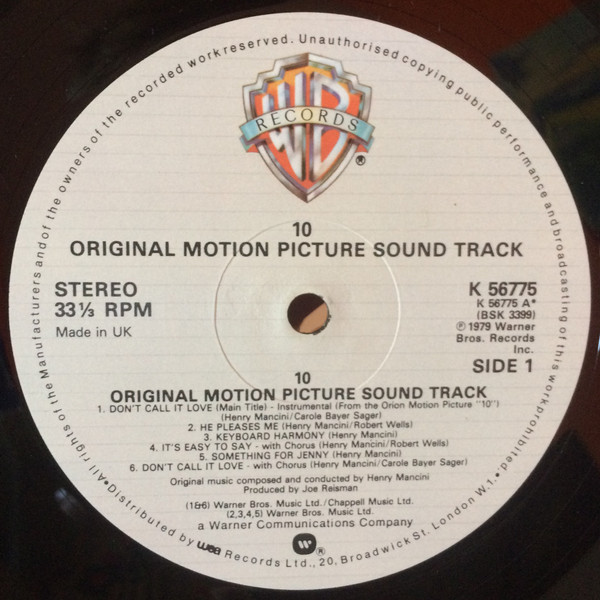 All rights of the Manufacturers and of the owners of the recorded work reserved. Unauthorised copying public performance and broadcasting of this work prohibited
RECORDS
®
10
ORIGINAL MOTION PICTURE SOUND TRACK
STEREO
33⅓ RPM
Made in UK
K 56775
K 56775 A*
(BSK 3399)
℗ 1979 Warner
Bros. Records
Inc.
SIDE 1
10
ORIGINAL MOTION PICTURE SOUND TRACK
1. DON'T CALL IT LOVE (Main Title) - Instrumental (From the Orion Motion Picture "10")
(Henry Mancini/Carole Bayer Sager)
2. HE PLEASES ME (Henry Mancini/Robert Wells)
3. KEYBOARD HARMONY (Henry Mancini)
4. IT'S EASY TO SAY - with Chorus (Henry Mancini/Robert Wells)
5. SOMETHING FOR JENNY (Henry Mancini)
6. DON'T CALL IT LOVE - with Chorus (Henry Mancini/Carole Bayer Sager)
Original music composed and conducted by Henry Mancini
Produced by Joe Reisman
(1&6) Warner Bros. Music Ltd./Chappell Music Ltd.
(2,3,4,5) Warner Bros. Music Ltd.
a Warner Communications Company
®
• Distributed by wea Records Ltd., 20, Broadwick St. London W.1. •